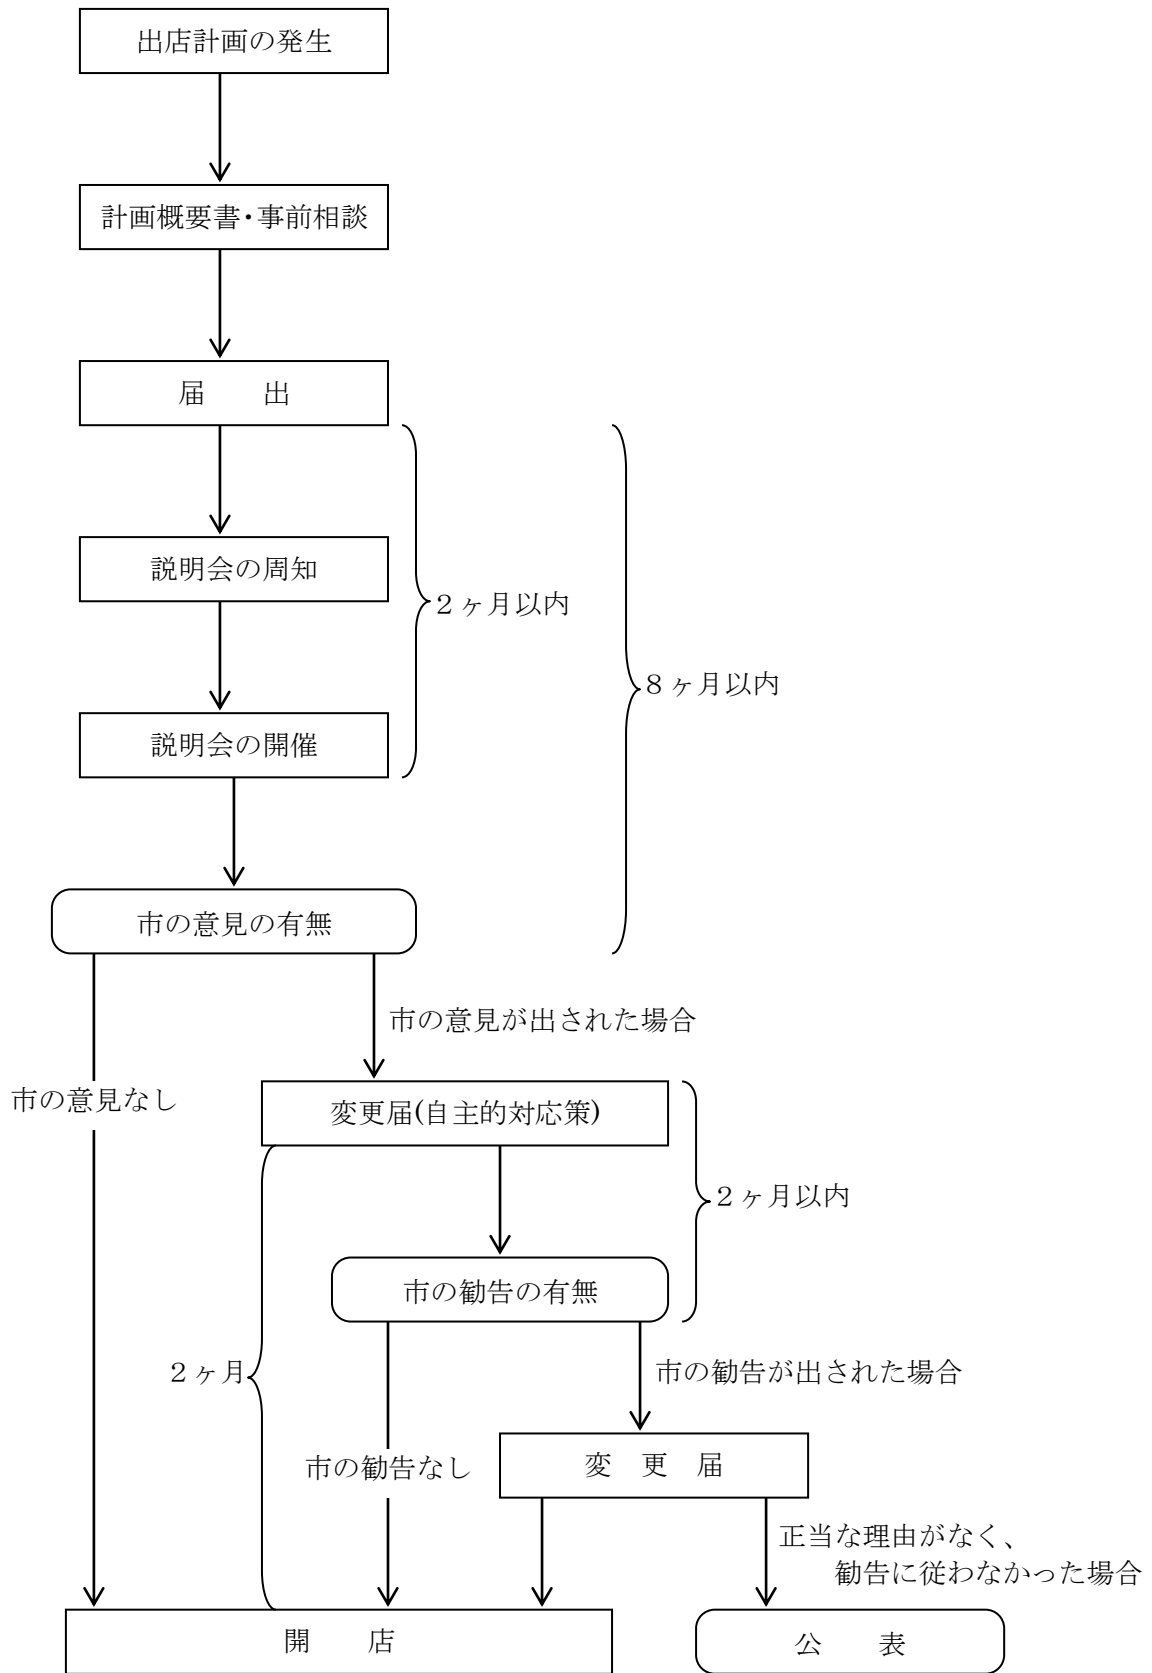 出店計画の発生
計画概要書・事前相談
届　　出
説明会の周知
２ヶ月以内
８ヶ月以内
説明会の開催
市の意見の有無
市の意見が出された場合
市の意見なし
変更届(自主的対応策)
２ヶ月以内
市の勧告の有無
２ヶ月
市の勧告が出された場合
市の勧告なし
変　更　届
正当な理由がなく、
勧告に従わなかった場合
開　　店
公　　表